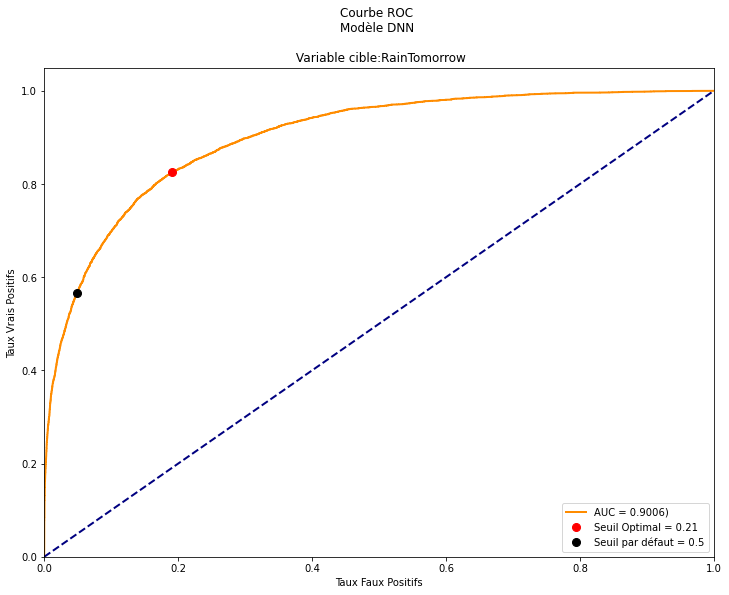 Courbe ROC
Modèle DNN
Variable cible:RainTomorrow
1.0
0.8
0.6
0.4
0.2
0.0
Taux Vrais Positifs
AUC = 0.9006)
Seuil Optimal = 0.21
Seuil par défaut = 0.5
0.0 0.2 0.4 0.6 0.8 1.0
Taux Faux Positifs